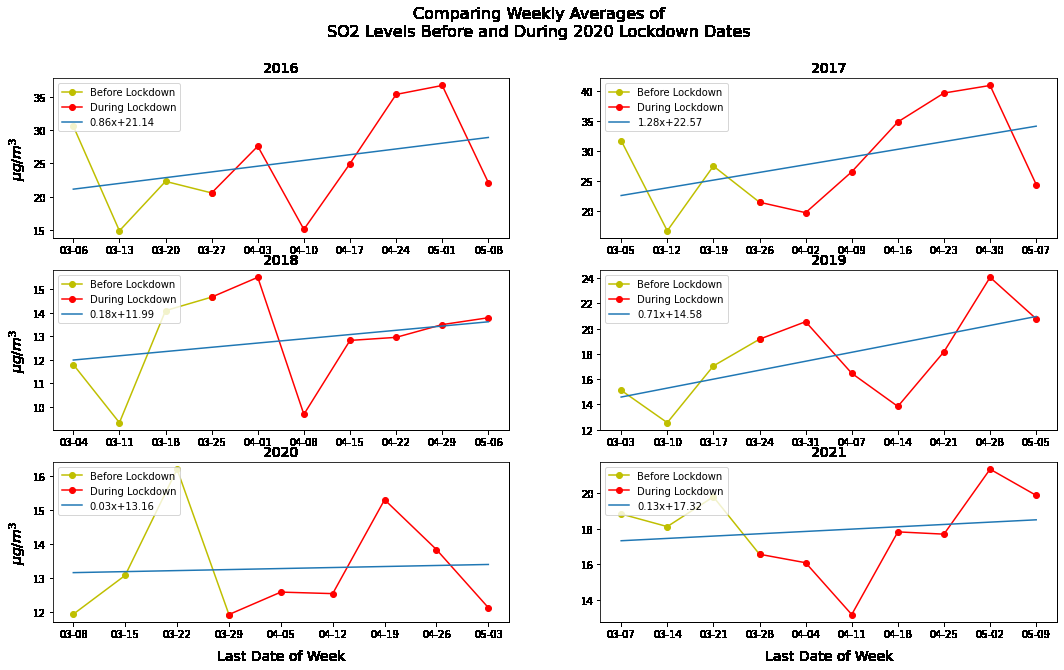 Comparing Weekly Averages of
SO2 Levels Before and During 2020 Lockdown Dates
2016
Before Lockdown
During Lockdown
0.86x+21.14
μg/m³
35
30
25
20
15
03-06 03-13 03-20 03-27 04-03 04-10 04-17 04-24 05-01 05-08
2017
Before Lockdown
During Lockdown
1.28x+22.57
40
35
30
25
20
03-05 03-12 03-19 03-26 04-02 04-09 04-16 04-23 04-30 05-07
2018
Before Lockdown
During Lockdown
0.18x+11.99
μg/m³
15
14
13
12
11
10
03-04 03-11 03-18 03-25 04-01 04-08 04-15 04-22 04-29 05-06
2019
Before Lockdown
During Lockdown
0.71x+14.58
24
22
20
18
16
14
12
03-03 03-10 03-17 03-24 03-31 04-07 04-14 04-21 04-28 05-05
2020
Before Lockdown
During Lockdown
0.03x+13.16
μg/m³
16
15
14
13
12
03-08 03-15 03-22 03-29 04-05 04-12 04-19 04-26 05-03
Last Date of Week
2021
Before Lockdown
During Lockdown
0.13x+17.32
20
18
16
14
03-07 03-14 03-21 03-28 04-04 04-11 04-18 04-25 05-02 05-09
Last Date of Week